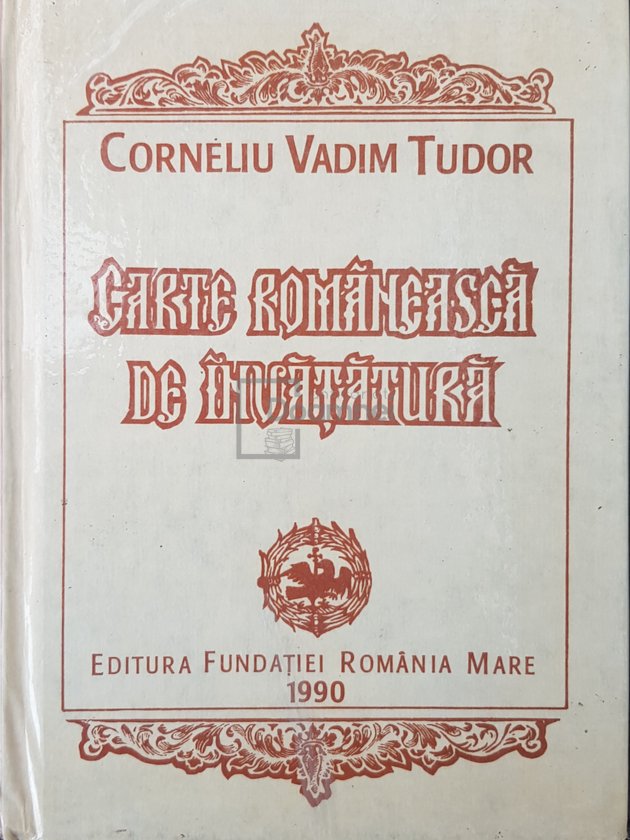 CORNELIU VADIM TUDOR
CARTE ROMÂNEASCĂ
DE ÎNVĂȚĂTURĂ
EDITURA FUNDAȚIEI ROMÂNIA MARE
1990